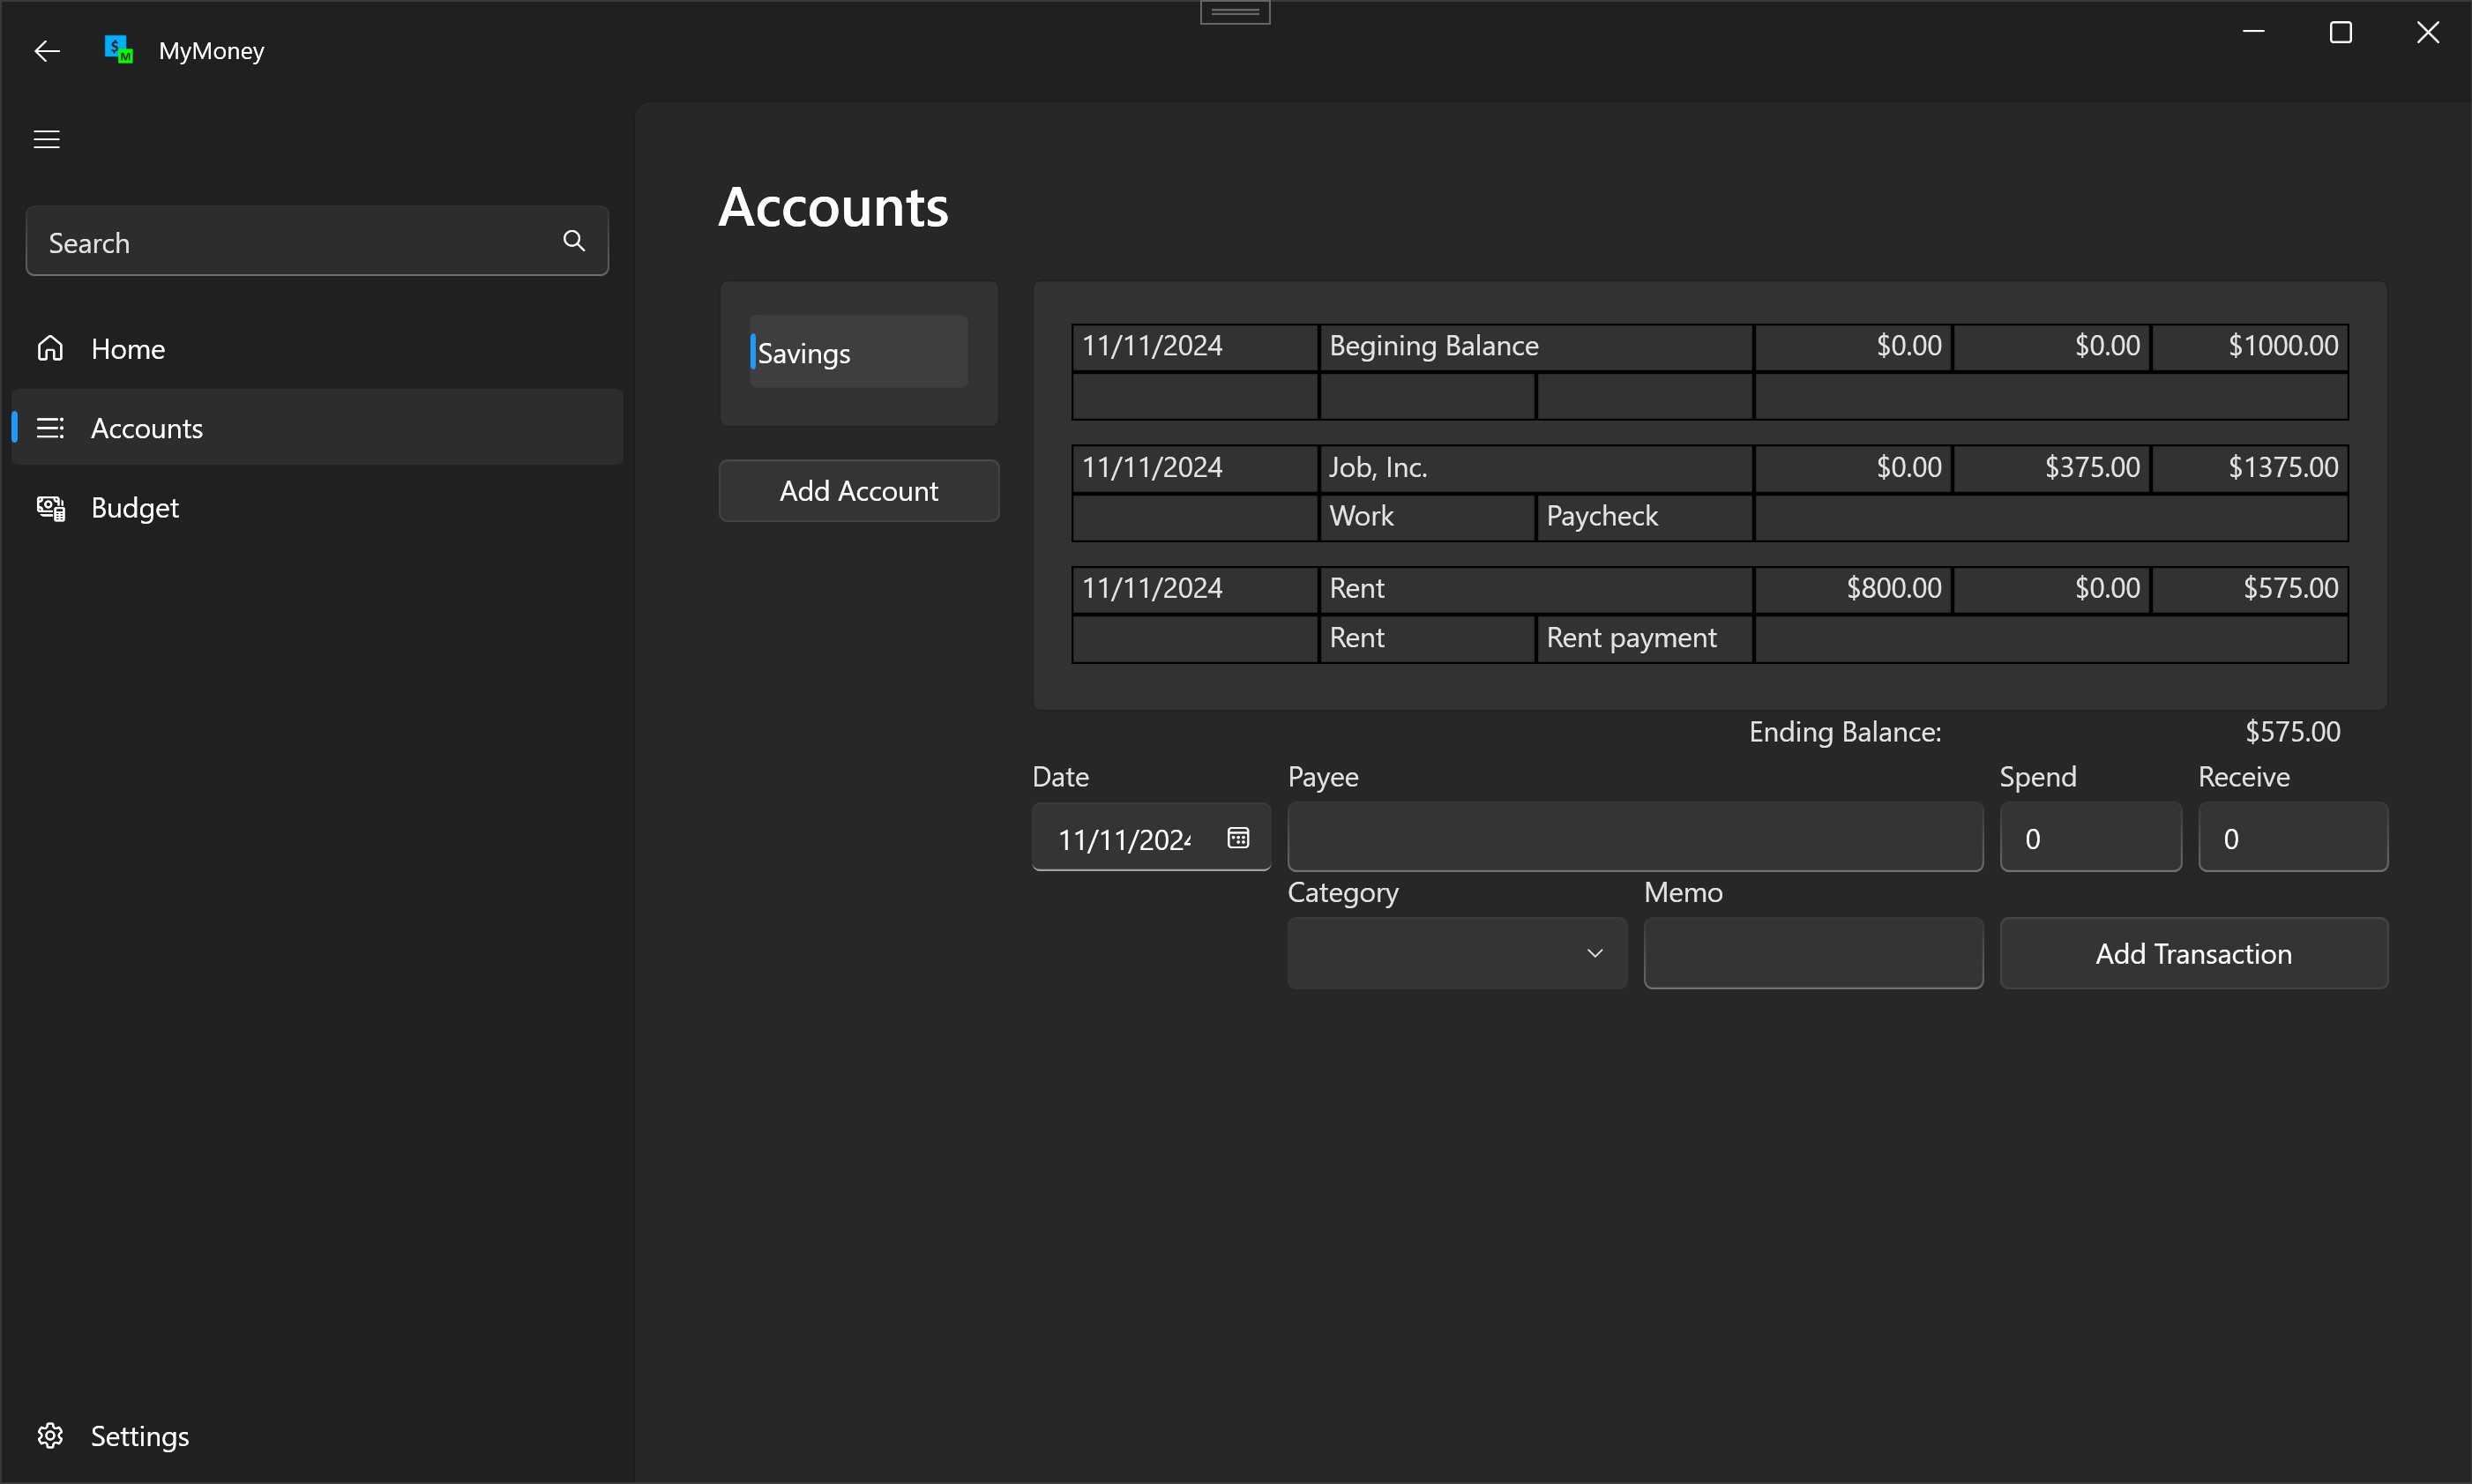 MyMoney
Search
Home
Accounts
Budget
Settings
Accounts
Savings
Add Account
11/11/2024 Begining Balance $0.00 $0.00 $1000.00
11/11/2024 Job, Inc. $0.00 $375.00 $1375.00
Work Paycheck
11/11/2024 Rent $800.00 $0.00 $575.00
Rent Rent payment
Ending Balance: $575.00
Date Payee Spend Receive
11/11/2024 0 0
Category Memo
Add Transaction